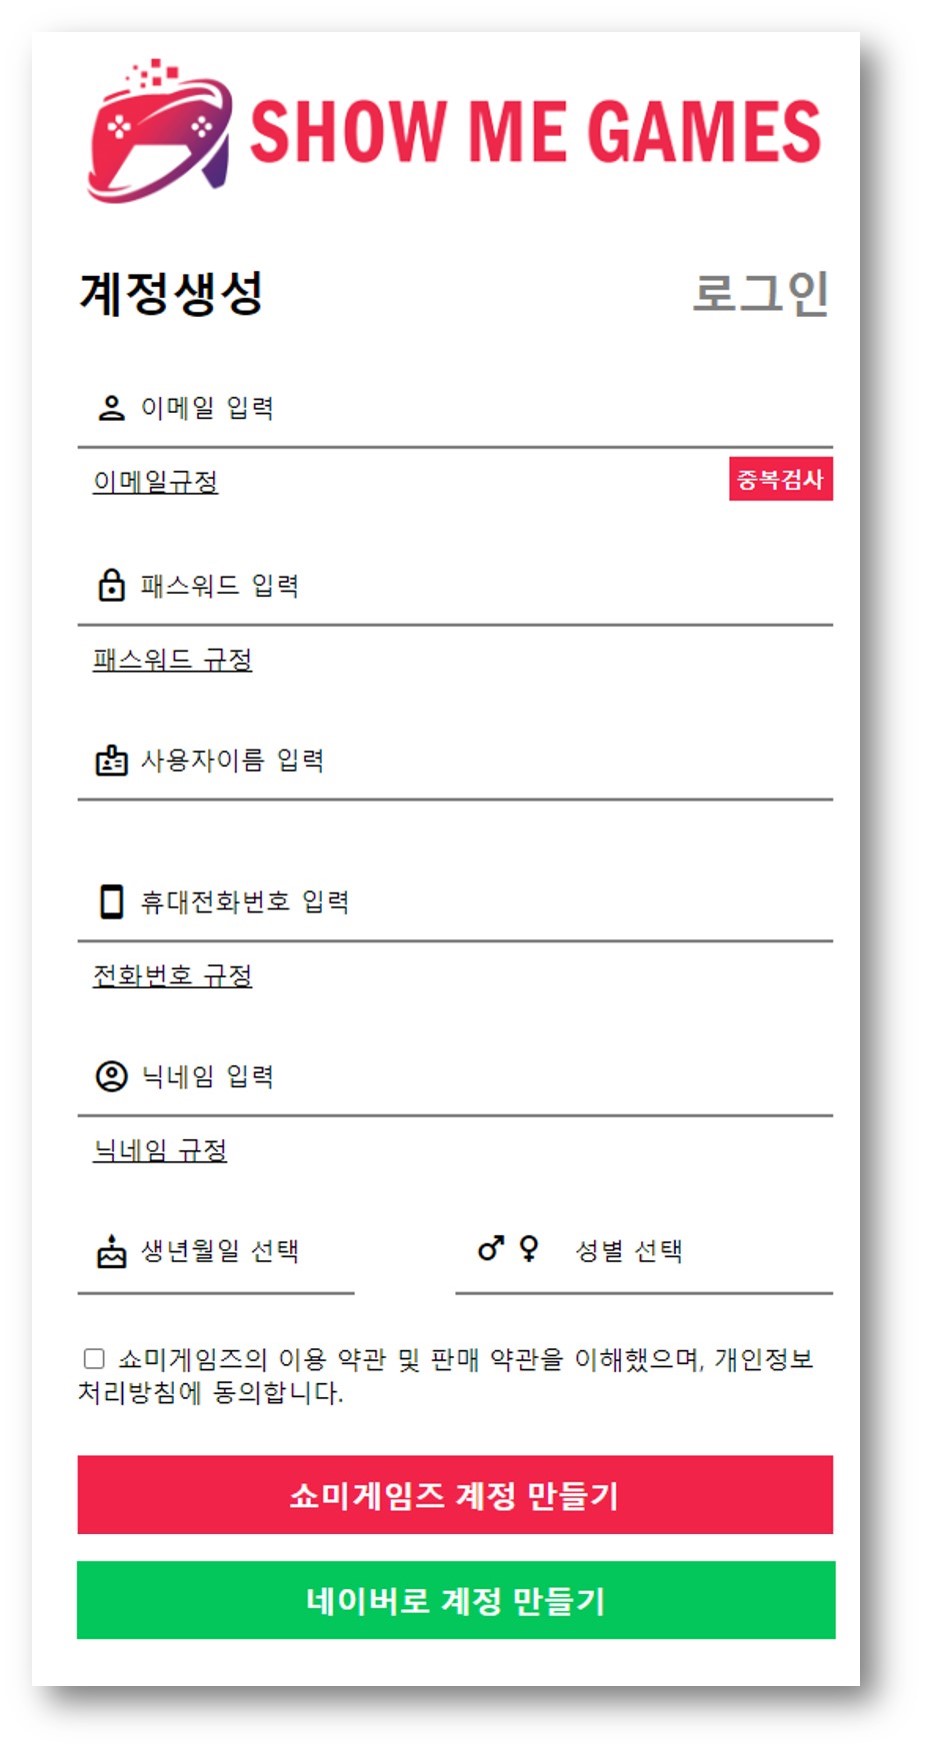 SHOW ME GAMES
계정생성 로그인
이메일 입력
이메일규정 중복검사
패스워드 입력
패스워드 규정
사용자이름 입력
휴대전화번호 입력
전화번호 규정
닉네임 입력
닉네임 규정
생년월일 선택 성별 선택
쇼미게임즈의 이용 약관 및 판매 약관을 이해했으며, 개인정보
처리방침에 동의합니다.
쇼미게임즈 계정 만들기
네이버로 계정 만들기